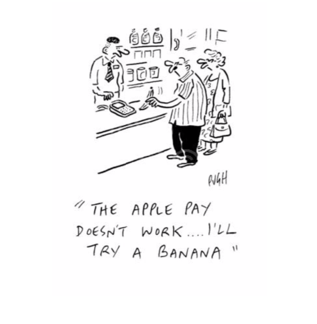 PUGH
"THE APPLE PAY
DOESN'T WORK....I'LL
TRY A BANANA"